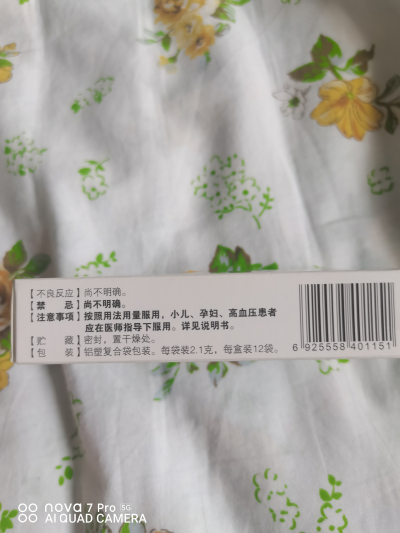 【不良反应】尚不明确。
【禁 忌】尚不明确。
【注意事项】按照用法用量服用，小儿、孕妇、高血压患者
应在医师指导下服用。详见说明书。
【贮 藏】密封，置干燥处。
【包 装】铝塑复合袋包装。每袋装2.1克，每盒装12袋。
6 925558 401151
nova 7 Pro 5G
AI QUAD CAMERA